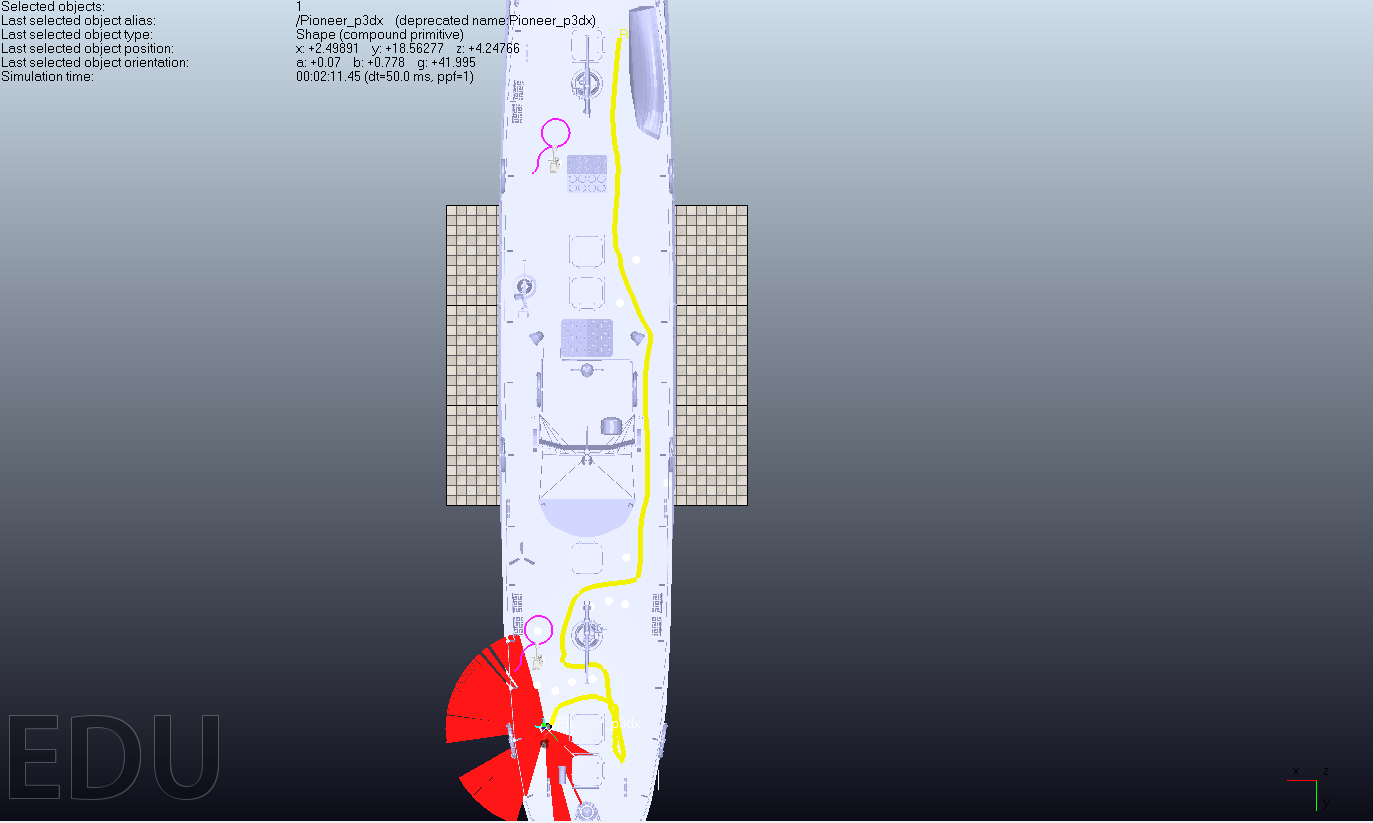 Selected objects: 1
Last selected object alias: /Pioneer_p3dx (deprecated name:Pioneer_p3dx)
Last selected object type: Shape (compound primitive)
Last selected object position: x: +2.49891 y: +18.56277 z: +4.24766
Last selected object orientation: a: +0.07 b: +0.778 g: +41.995
Simulation time: 00:02:11.45 (dt=50.0 ms, ppf=1)
EDU
x z